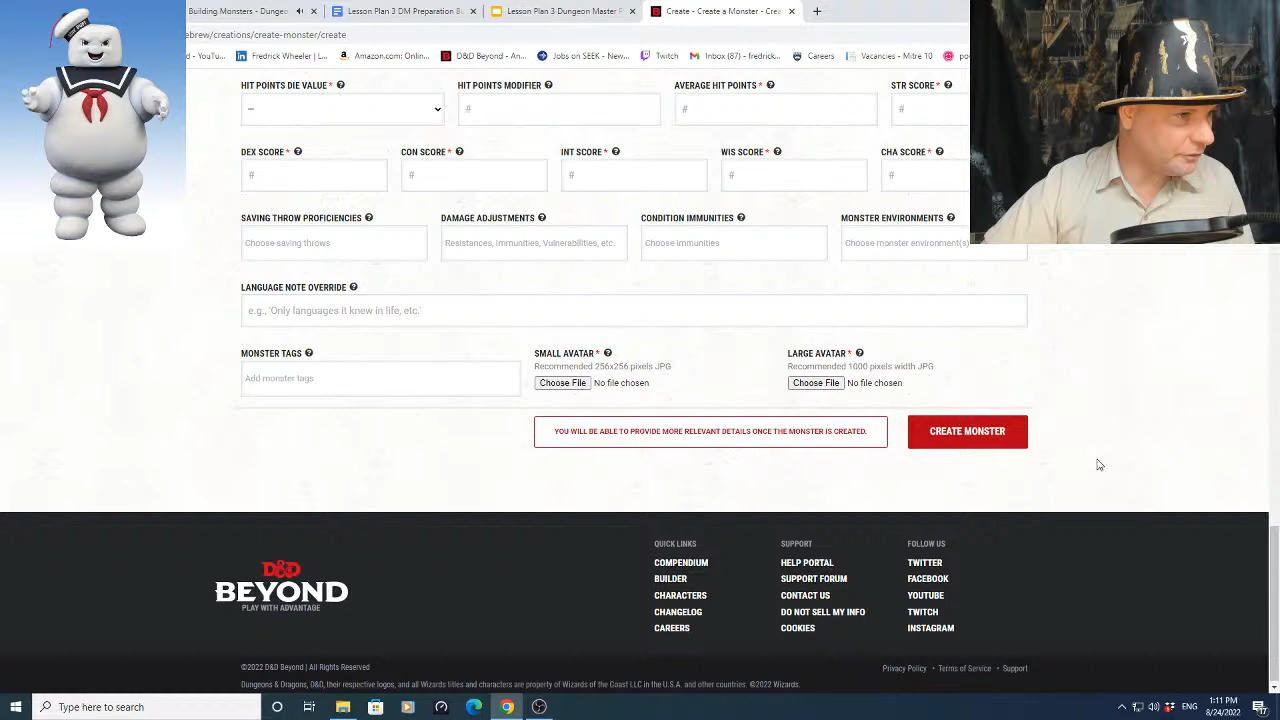 STAY PUFT
Building Monsters - Dunge
Lesson Plan 3 DM Preparation B
Lesson Plan 3 Dungeon Master F
Create - Create a Monster - Creat
ebrew/creations/create-monster/create
YouT...
Fredrick Wheeler | L...
Amazon.com: Onlin...
D&D Beyond - An...
Jobs on SEEK - New...
Twitch
Inbox (87) - fredrick...
Careers
Vacancies - Mitre 10
po
HIT POINTS DIE VALUE * HIT POINTS MODIFIER AVERAGE HIT POINTS * STR SCORE *
-- # # #
DEX SCORE * CON SCORE * INT SCORE * WIS SCORE * CHA SCORE *
# # # # #
SAVING THROW PROFICIENCIES DAMAGE ADJUSTMENTS CONDITION IMMUNITIES MONSTER ENVIRONMENTS
Choose saving throws Resistances, Immunities, Vulnerabilities, etc. Choose immunities Choose monster environment(s)
LANGUAGE NOTE OVERRIDE
e.g., 'Only languages it knew in life, etc.'
MONSTER TAGS SMALL AVATAR * LARGE AVATAR *
Recommended 256x256 pixels JPG Recommended 1000 pixels width JPG
Add monster tags Choose File No file chosen Choose File No file chosen
YOU WILL BE ABLE TO PROVIDE MORE RELEVANT DETAILS ONCE THE MONSTER IS CREATED. CREATE MONSTER
D&D
BEYOND
PLAY WITH ADVANTAGE
QUICK LINKS SUPPORT FOLLOW US
COMPENDIUM HELP PORTAL TWITTER
BUILDER SUPPORT FORUM FACEBOOK
CHARACTERS CONTACT US YOUTUBE
CHANGELOG DO NOT SELL MY INFO TWITCH
CAREERS COOKIES INSTAGRAM
©2022 D&D Beyond | All Rights Reserved Privacy Policy • Terms of Service • Support
Dungeons & Dragons, D&D, their respective logos, and all Wizards titles and characters are property of Wizards of the Coast LLC in the U.S.A. and other countries. ©2022 Wizards.
Type here to search
ENG
1:11 PM
8/24/2022
17